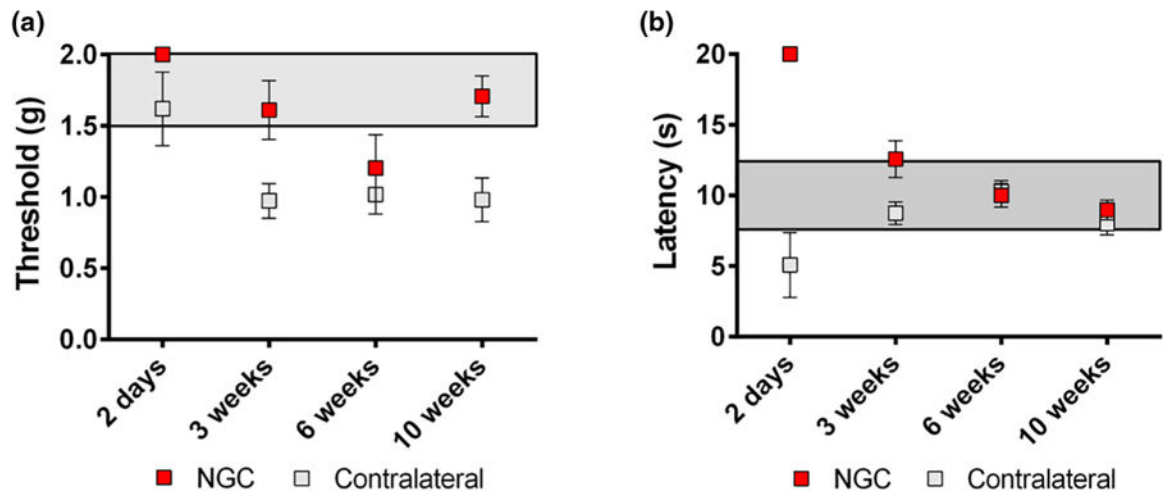 (a)
Threshold (g)
2.0
1.5
1.0
0.5
0.0
2 days
3 weeks
6 weeks
10 weeks
NGC Contralateral
(b)
Latency (s)
20
15
10
5
0
2 days
3 weeks
6 weeks
10 weeks
NGC Contralateral